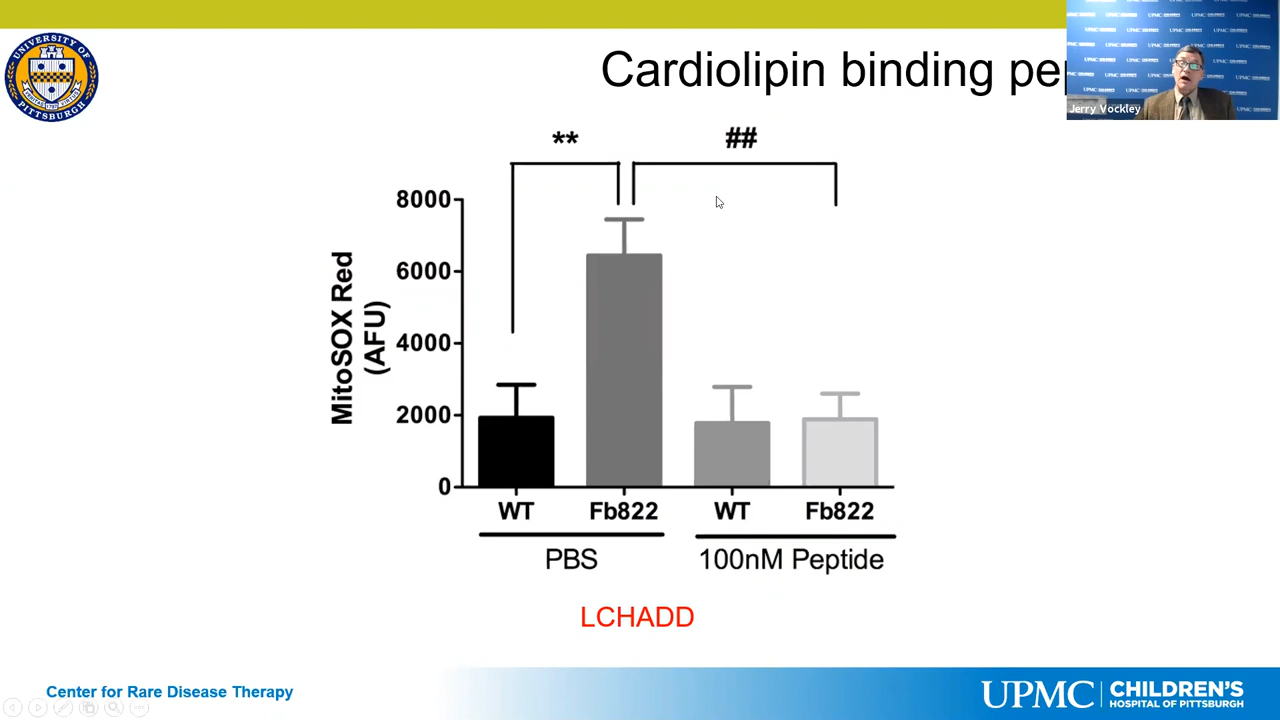 UNIVERSITY OF
PITTSBURGH
Cardiolipin binding pe
Jerry Vockley
UPMC
** ##
MitoSOX Red
(AFU)
8000
6000
4000
2000
0
WT Fb822 WT Fb822
PBS 100nM Peptide
LCHADD
Center for Rare Disease Therapy
UPMC CHILDREN'S
HOSPITAL OF PITTSBURGH